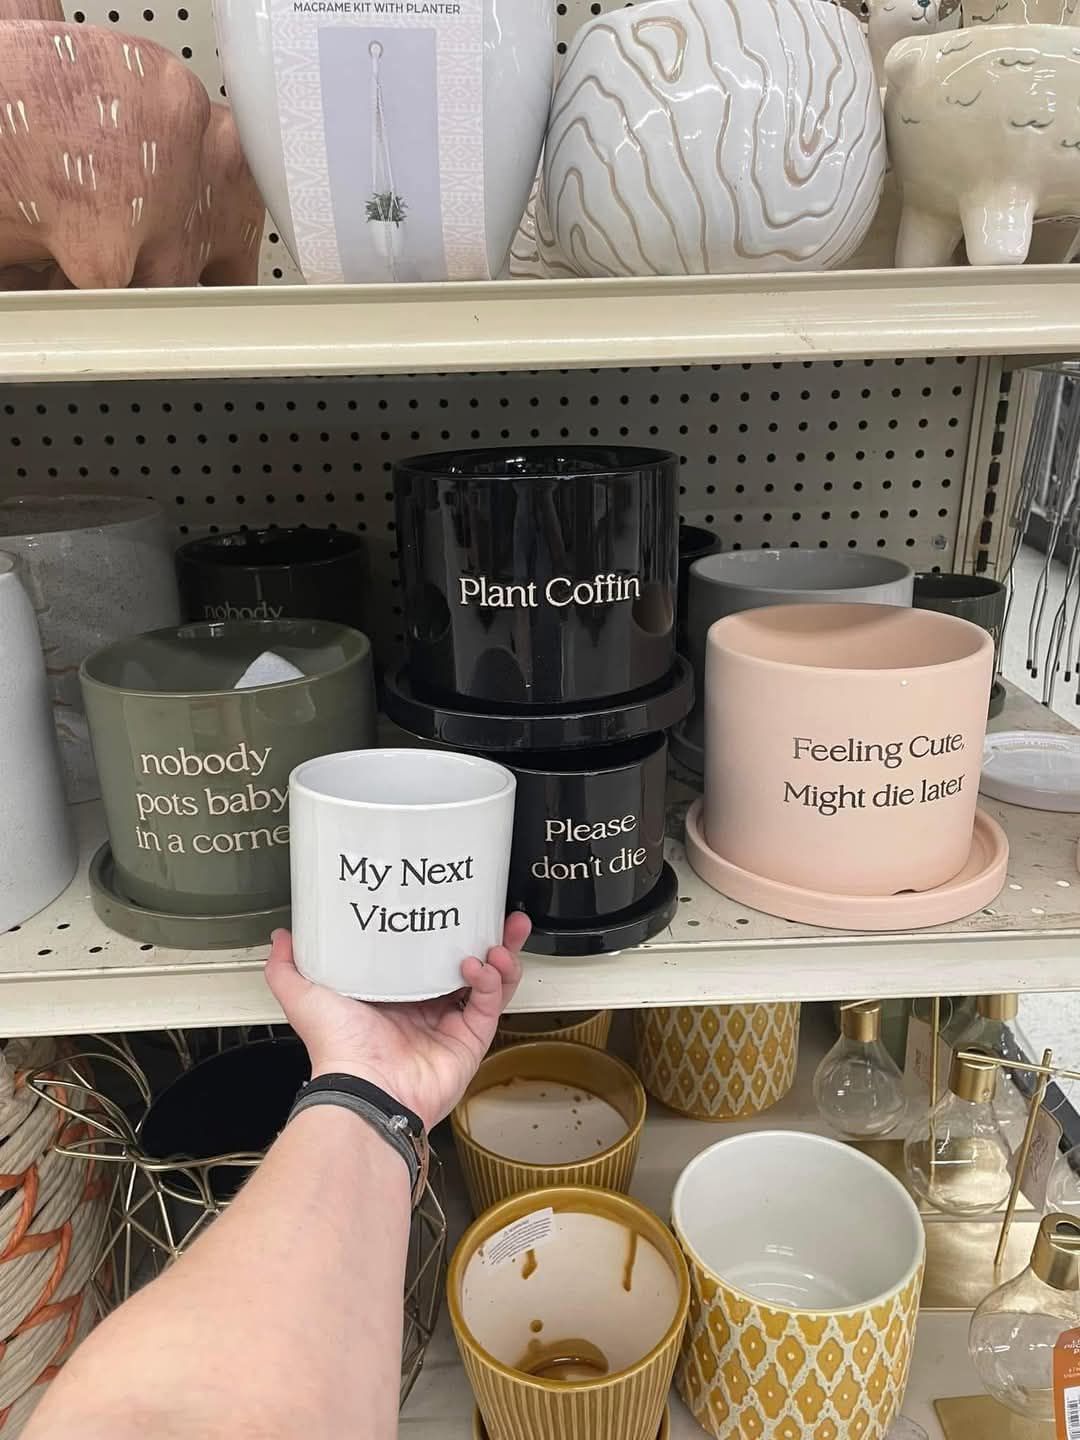 MACRAME KIT WITH PLANTER
Plant Coffin
nobody
nobody
pots baby
in a corne
My Next
Victim
Please
don't die
Feeling Cute,
Might die later